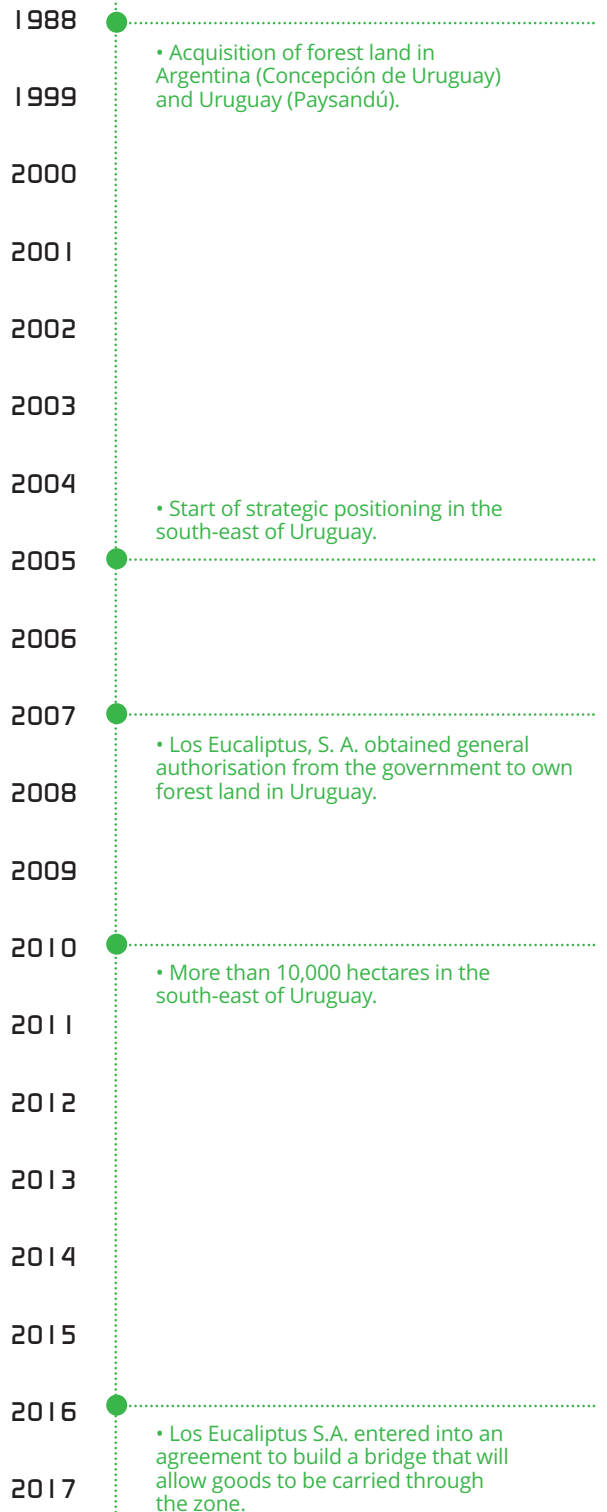 1988
• Acquisition of forest land in
Argentina (Concepción de Uruguay)
1999
and Uruguay (Paysandú).
2000
2001
2002
2003
2004
• Start of strategic positioning in the
south-east of Uruguay.
2005
2006
2007
• Los Eucaliptus, S. A. obtained general
authorisation from the government to own
2008
forest land in Uruguay.
2009
2010
• More than 10,000 hectares in the
south-east of Uruguay.
2011
2012
2013
2014
2015
2016
• Los Eucaliptus S.A. entered into an
agreement to build a bridge that will
2017
allow goods to be carried through
the zone.